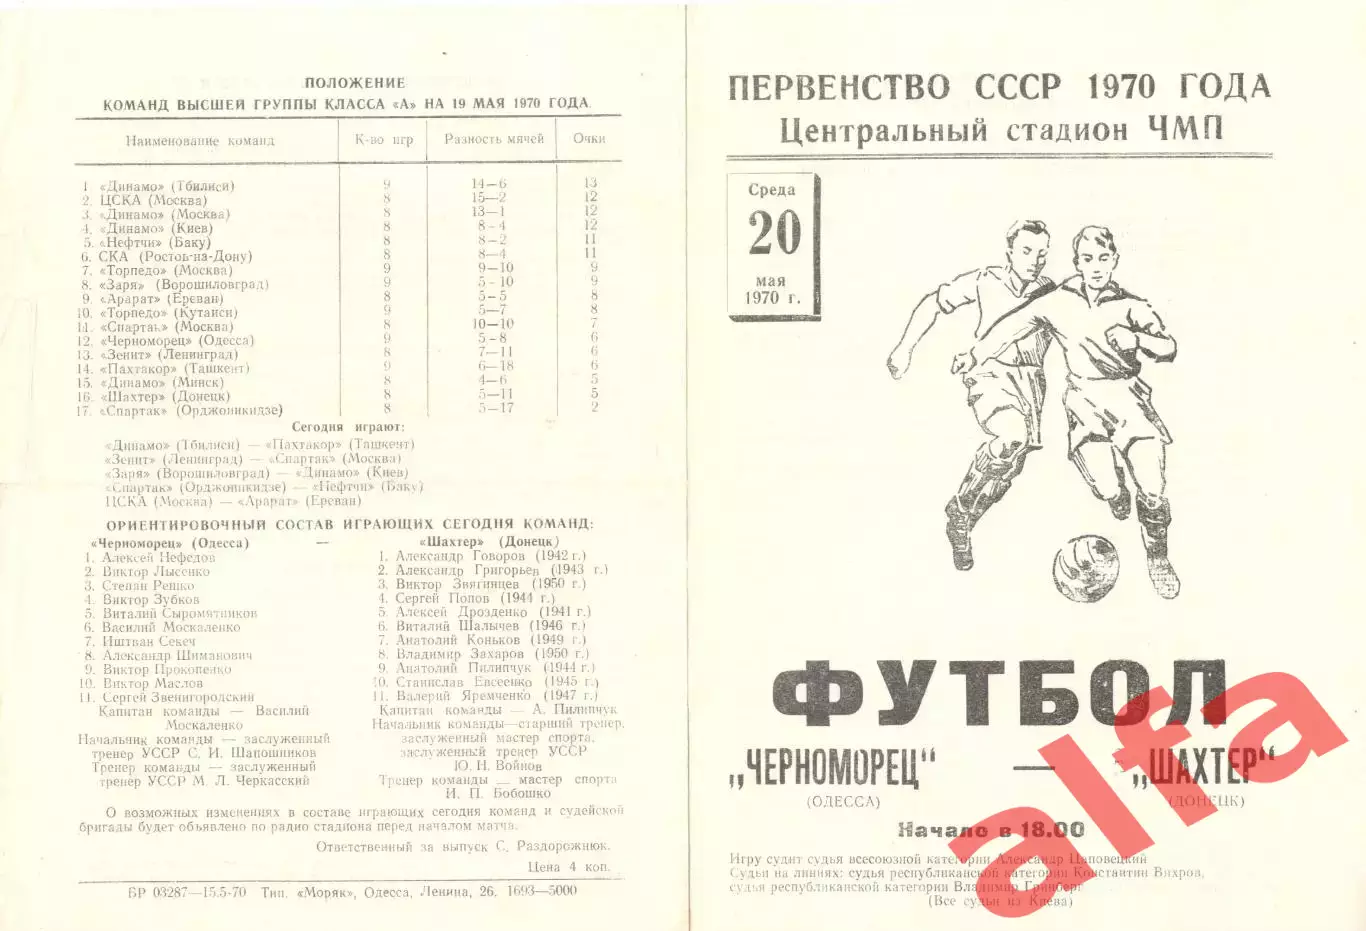 ПОЛОЖЕНИЕ
КОМАНД ВЫСШЕЙ ГРУППЫ КЛАССА «А» НА 19 МАЯ 1970 ГОДА.
Наименование команд К-во игр Разность мячей Очки
1 «Динамо» (Тбилиси) 9 14—6 13
2. ЦСКА (Москва) 8 15—2 12
3. «Динамо» (Москва) 8 13—1 12
4. «Динамо» (Киев) 8 8—4 12
5. «Нефтчи» (Баку) 8 8—2 11
6. СКА (Ростов-на-Дону) 8 8—4 11
7. «Торпедо» (Москва) 9 9—10 9
8. «Заря» (Ворошиловград) 9 5—10 9
9. «Арарат» (Ереван) 8 5—5 8
10. «Торпедо» (Кутаиси) 9 5—7 8
11. «Спартак» (Москва) 8 10—10 7
12. «Черноморец» (Одесса) 9 5—8 6
13. «Зенит» (Ленинград) 8 7—11 6
14. «Пахтакор» (Ташкент) 9 6—18 6
15. «Динамо» (Минск) 8 4—6 5
16. «Шахтер» (Донецк) 8 5—11 5
17. «Спартак» (Орджоникидзе) 8 5—17 2
Сегодня играют:
«Динамо» (Тбилиси) — «Пахтакор» (Ташкент)
«Зенит» (Ленинград) — «Спартак» (Москва)
«Заря» (Ворошиловград) — «Динамо» (Киев)
«Спартак» (Орджоникидзе) — «Нефтчи» (Баку)
ЦСКА (Москва) — «Арарат» (Ереван)
ОРИЕНТИРОВОЧНЫЙ СОСТАВ ИГРАЮЩИХ СЕГОДНЯ КОМАНД:
«Черноморец» (Одесса) — «Шахтер» (Донецк)
1. Алексей Нефедов
2. Виктор Лысенко
3. Степан Решко
4. Виктор Зубков
5. Виталий Сыромятников
6. Василий Москаленко
7. Иштван Секеч
8. Александр Шиманович
9. Виктор Прокопенко
10. Виктор Маслов
11. Сергей Звенигородский
Капитан команды — Василий
Москаленко
Начальник команды — заслуженный
тренер УССР С. И. Шапошников
Тренер команды — заслуженный
тренер УССР М. Л. Черкасский
1. Александр Говоров (1942 г.)
2. Александр Григорьев (1943 г.)
3. Виктор Звягинцев (1950 г.)
4. Сергей Попов (1944 г.)
5. Алексей Дрозденко (1941 г.)
6. Виталий Шалычев (1946 г.)
7. Анатолий Коньков (1949 г.)
8. Владимир Захаров (1950 г.)
9. Анатолий Пилипчук (1944 г.)
10. Станислав Евсеенко (1945 г.)
11. Валерий Яремченко (1947 г.)
Капитан команды — А. Пилипчук
Начальник команды—старший тренер,
заслуженный мастер спорта,
заслуженный тренер УССР
Ю. Н. Войнов
Тренер команды — мастер спорта
И. П. Бобошко
О возможных изменениях в составе играющих сегодня команд и судейской
бригады будет объявлено по радио стадиона перед началом матча.
Ответственный за выпуск С. Раздорожнюк.
Цена 4 коп.
БР 03287—15.5-70 Тип. «Моряк», Одесса, Ленина, 26. 1693—5000
ПЕРВЕНСТВО СССР 1970 ГОДА
Центральный стадион ЧМП
Среда
20
мая
1970 г.
ФУТБОЛ
„ЧЕРНОМОРЕЦ" — „ШАХТЕР"
(ОДЕССА) (ДОНЕЦК)
Начало в 18.00
Игру судит судья всесоюзной категории Александр Циповецкий
Судьи на линиях: судья республиканской категории Константин Вихров,
судья республиканской категории Владимир Гринберг
(Все судьи из Киева)
alfa